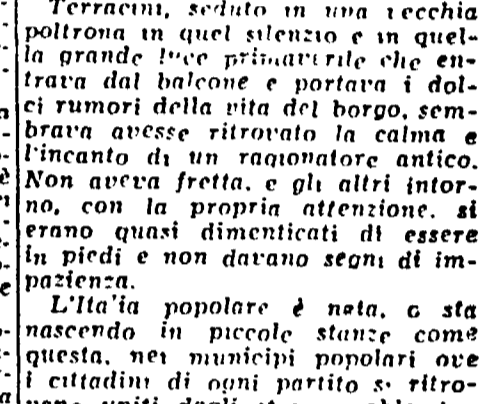 Terracini, seduto in una vecchia
poltrona in quel silenzio e in quel-
la grande luce primaverile che en-
trava dal balcone e portava i dol-
ci rumori della vita del borgo, sem-
brava avesse ritrovato la calma e
l'incanto di un ragionatore antico.
Non aveva fretta, e gli altri intor-
no, con la propria attenzione, si
erano quasi dimenticati di essere
in piedi e non davano segni di im-
pazienza.
L'Ita'ia popolare è nata, o sta
nascendo in piccole stanze come
questa, nei municipi popolari ove
i cittadini di ogni partito si ritro-
uniti